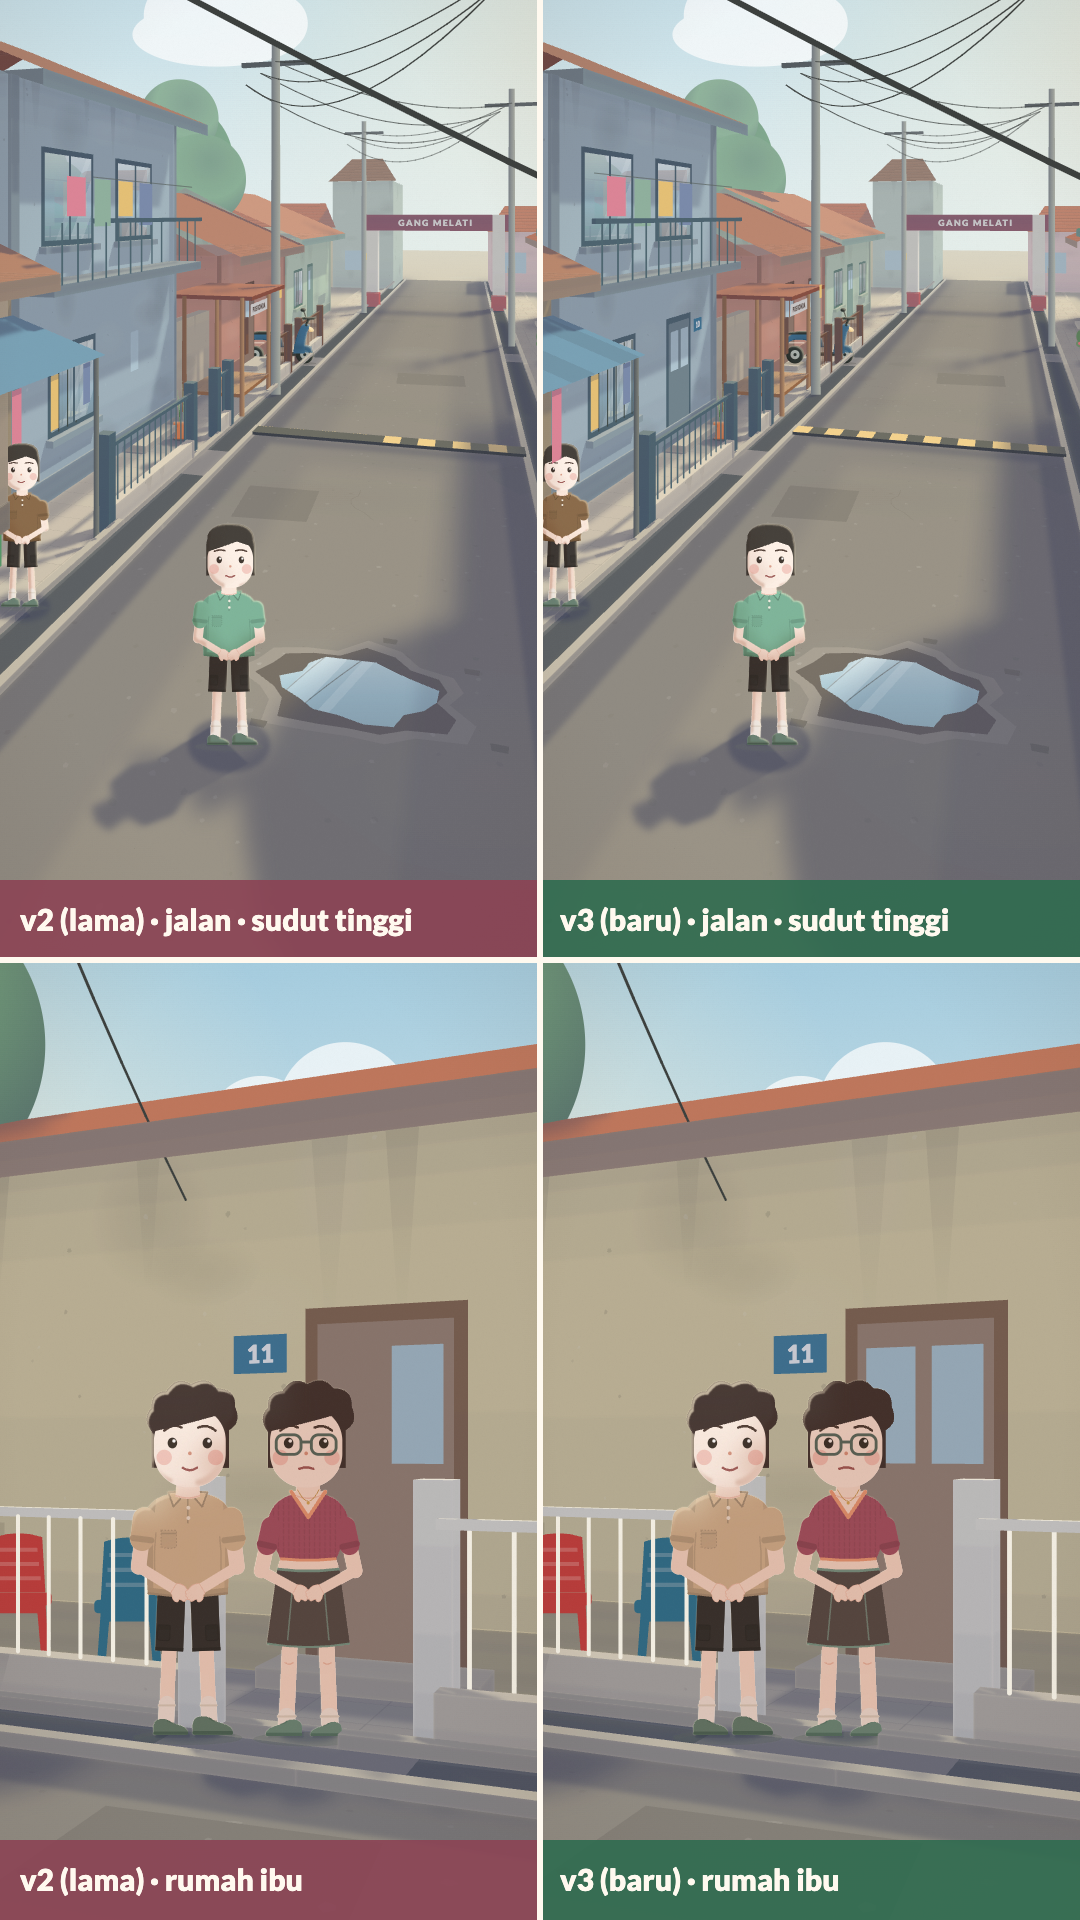 GANG MELATI
GANG MELATI
v2 (lama) • jalan • sudut tinggi
v3 (baru) • jalan • sudut tinggi
11
11
v2 (lama) • rumah ibu
v3 (baru) • rumah ibu